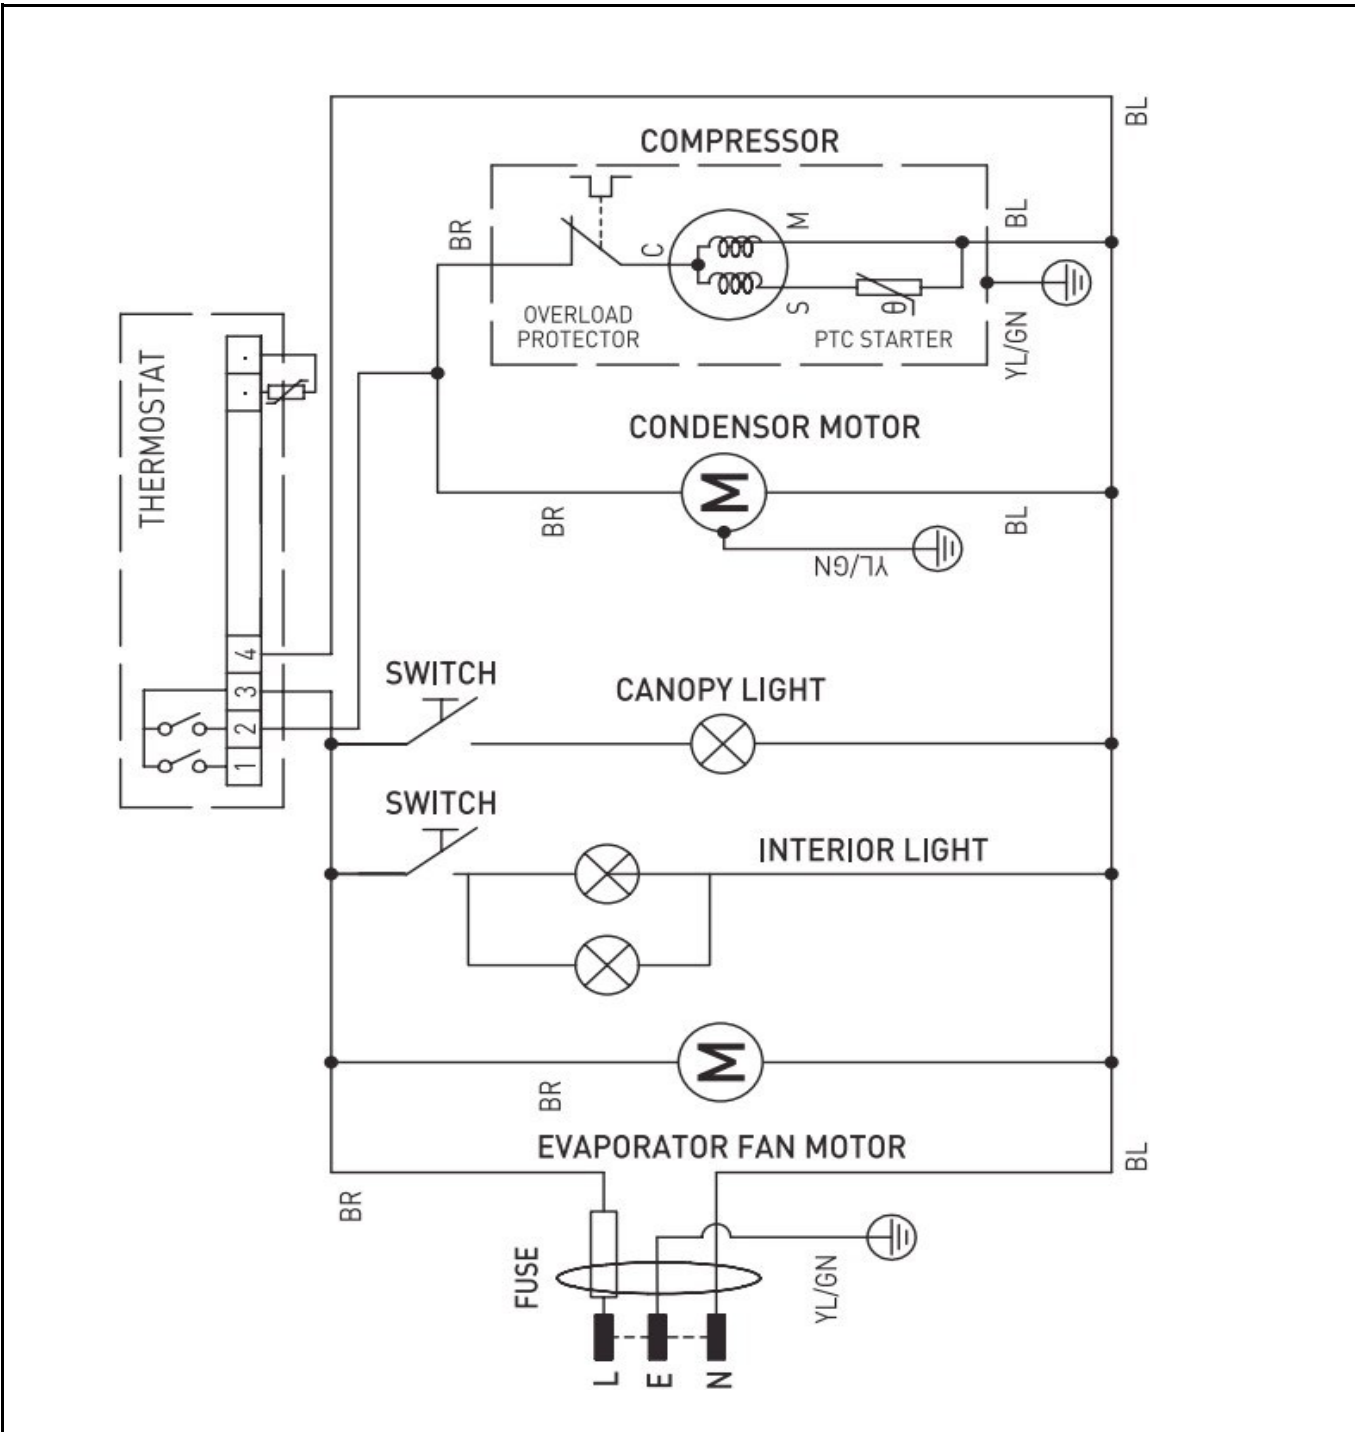 BL
COMPRESSOR
BR
C
M
BL
S
θ
OVERLOAD
PROTECTOR
PTC STARTER
YL/GN
THERMOSTAT
CONDENSOR MOTOR
M
BR
BL
YL/GN
4
3
2
1
SWITCH
CANOPY LIGHT
SWITCH
INTERIOR LIGHT
M
BR
EVAPORATOR FAN MOTOR
BL
BR
FUSE
YL/GN
L
E
N